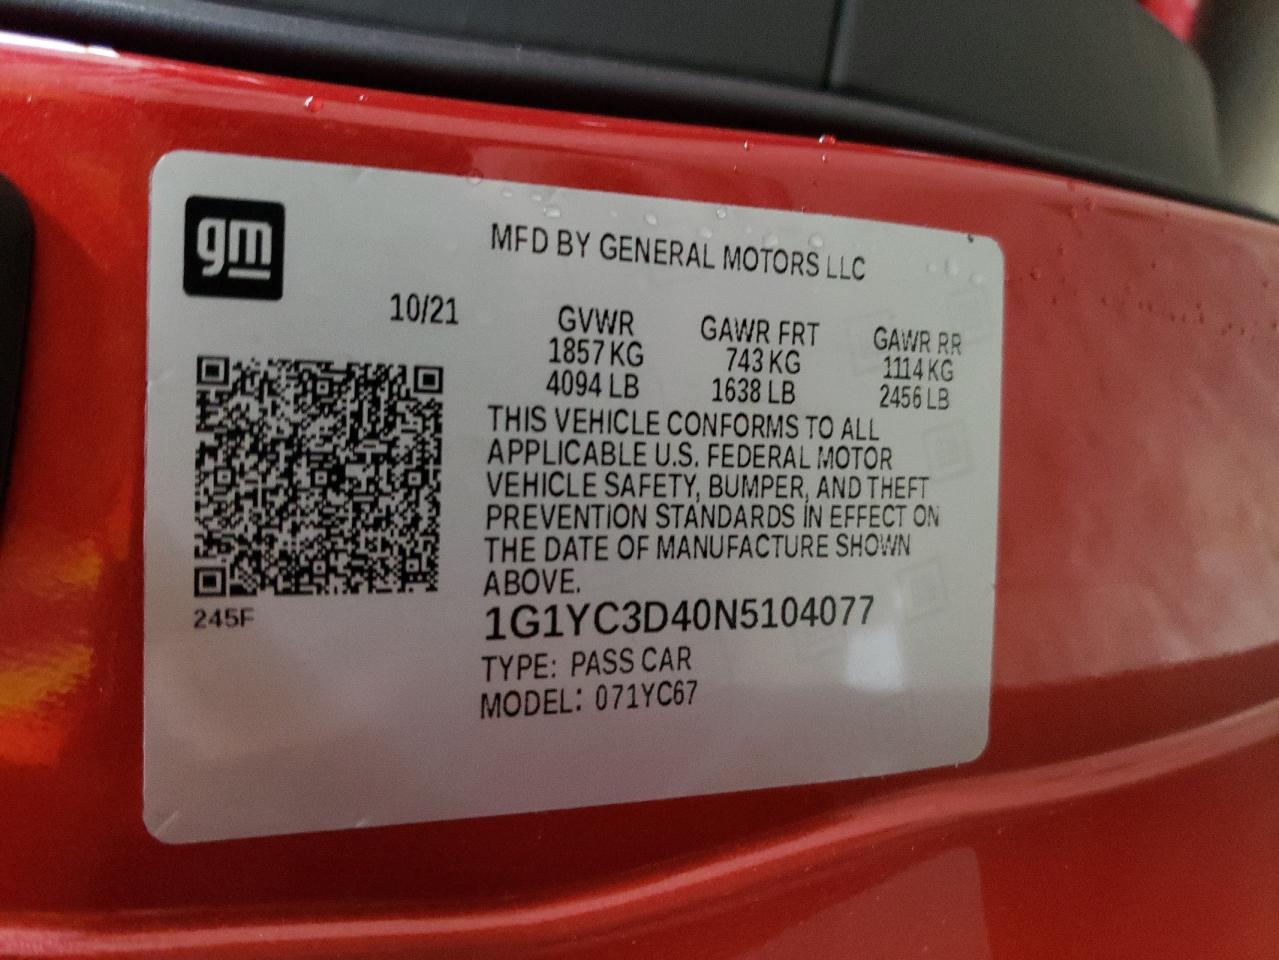 gm
MFD BY GENERAL MOTORS LLC
10/21
GVWR GAWR FRT GAWR RR
1857 KG 743 KG 1114 KG
4094 LB 1638 LB 2456 LB
THIS VEHICLE CONFORMS TO ALL
APPLICABLE U.S. FEDERAL MOTOR
VEHICLE SAFETY, BUMPER, AND THEFT
PREVENTION STANDARDS IN EFFECT ON
THE DATE OF MANUFACTURE SHOWN
ABOVE.
245F
1G1YC3D40N5104077
TYPE: PASS CAR
MODEL: 071YC67